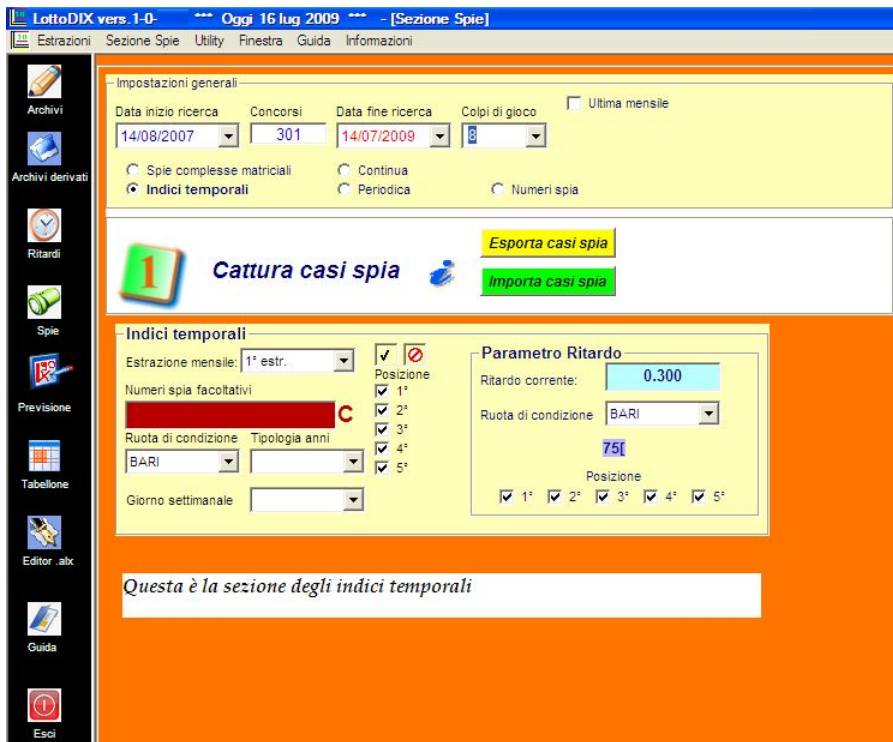 LottoDIX vers.1-0- *** Oggi 16 lug 2009 *** - [Sezione Spie]
Estrazioni Sezione Spie Utility Finestra Guida Informazioni
Archivi
Archivi derivati
Ritardi
Spie
Previsione
Tabellone
Editor .alx
Guida
Esci
Impostazioni generali
Data inizio ricerca Concorsi Data fine ricerca Colpi di gioco Ultima mensile
14/08/2007 301 14/07/2009 8
Spie complesse matriciali Continua
Indici temporali Periodica Numeri spia
1 Cattura casi spia i
Esporta casi spia
Importa casi spia
Indici temporali
Estrazione mensile: 1° estr.
Numeri spia facoltativi
C
Ruota di condizione Tipologia anni
BARI
Giorno settimanale
Posizione
1°
2°
3°
4°
5°
Parametro Ritardo
Ritardo corrente: 0.300
Ruota di condizione BARI
75[
Posizione
1° 2° 3° 4° 5°
Questa è la sezione degli indici temporali